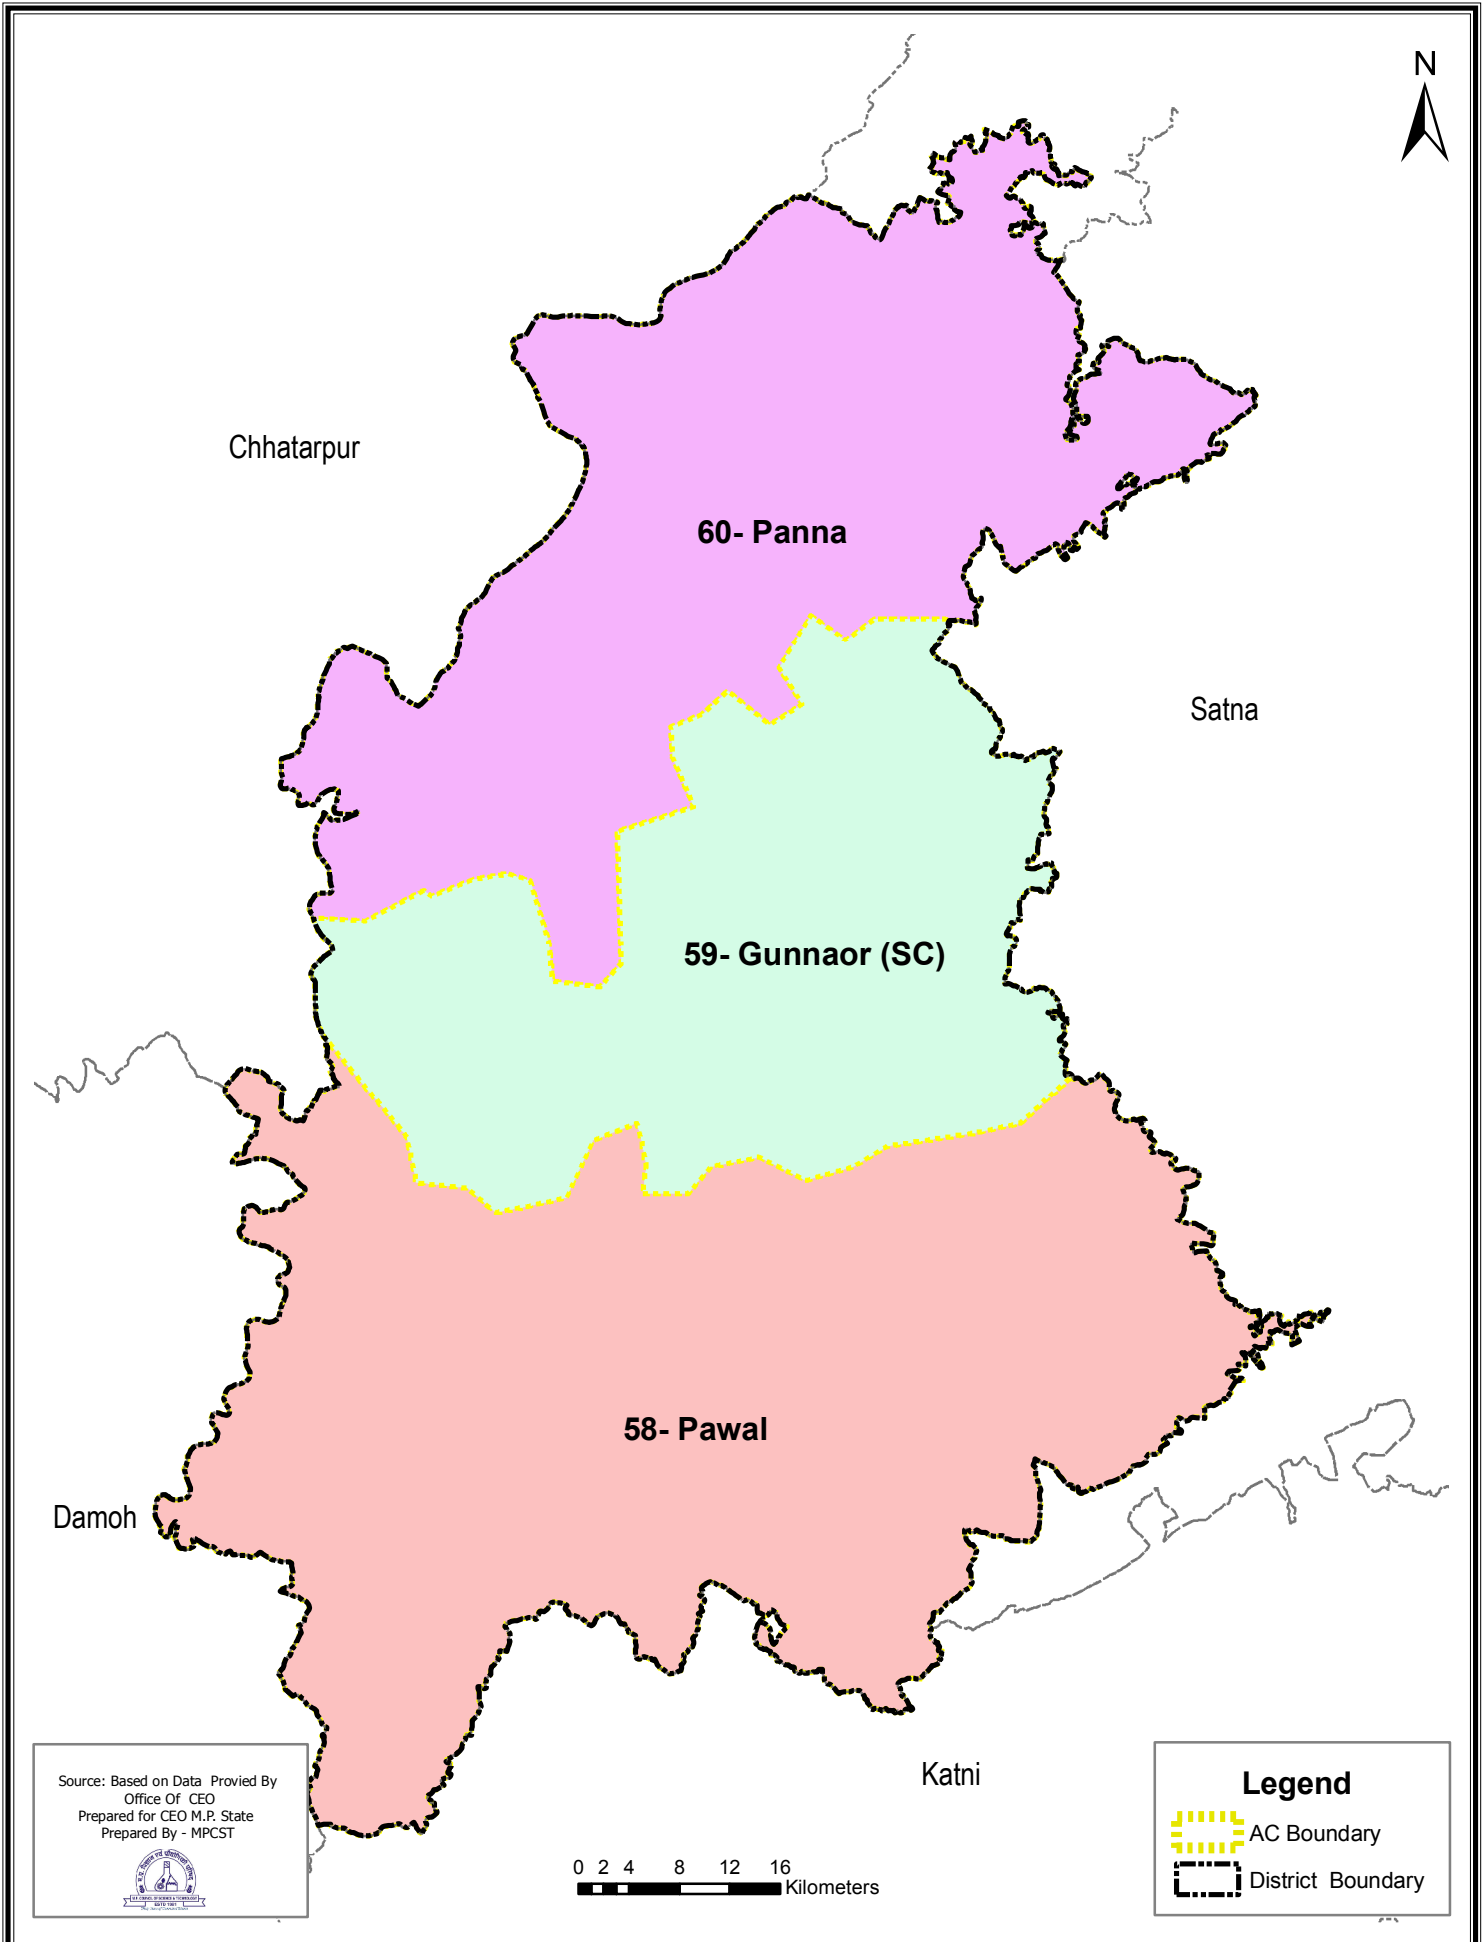 N
Chhatarpur
60- Panna
Satna
59- Gunnaor (SC)
58- Pawal
Damoh
Katni
Source: Based on Data Provied By
Office Of CEO
Prepared for CEO M.P. State
Prepared By - MPCST
ESTD 1981
0 2 4 8 12 16
Kilometers
Legend
AC Boundary
District Boundary